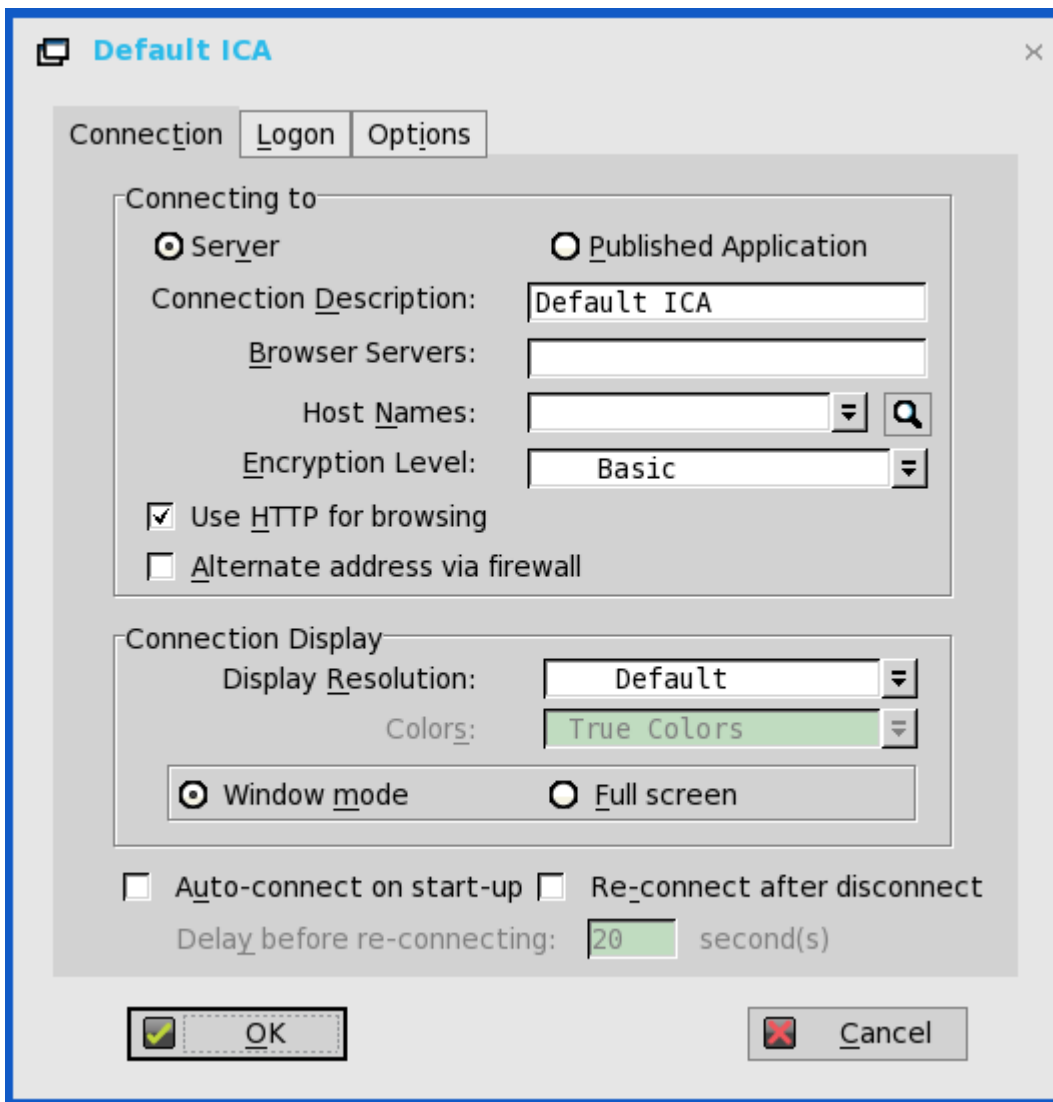 Default ICA
Connection Logon Options
Connecting to
Server Published Application
Connection Description: Default ICA
Browser Servers:
Host Names:
Encryption Level: Basic
Use HTTP for browsing
Alternate address via firewall
Connection Display
Display Resolution: Default
Colors: True Colors
Window mode Full screen
Auto-connect on start-up Re-connect after disconnect
Delay before re-connecting: 20 second(s)
OK Cancel